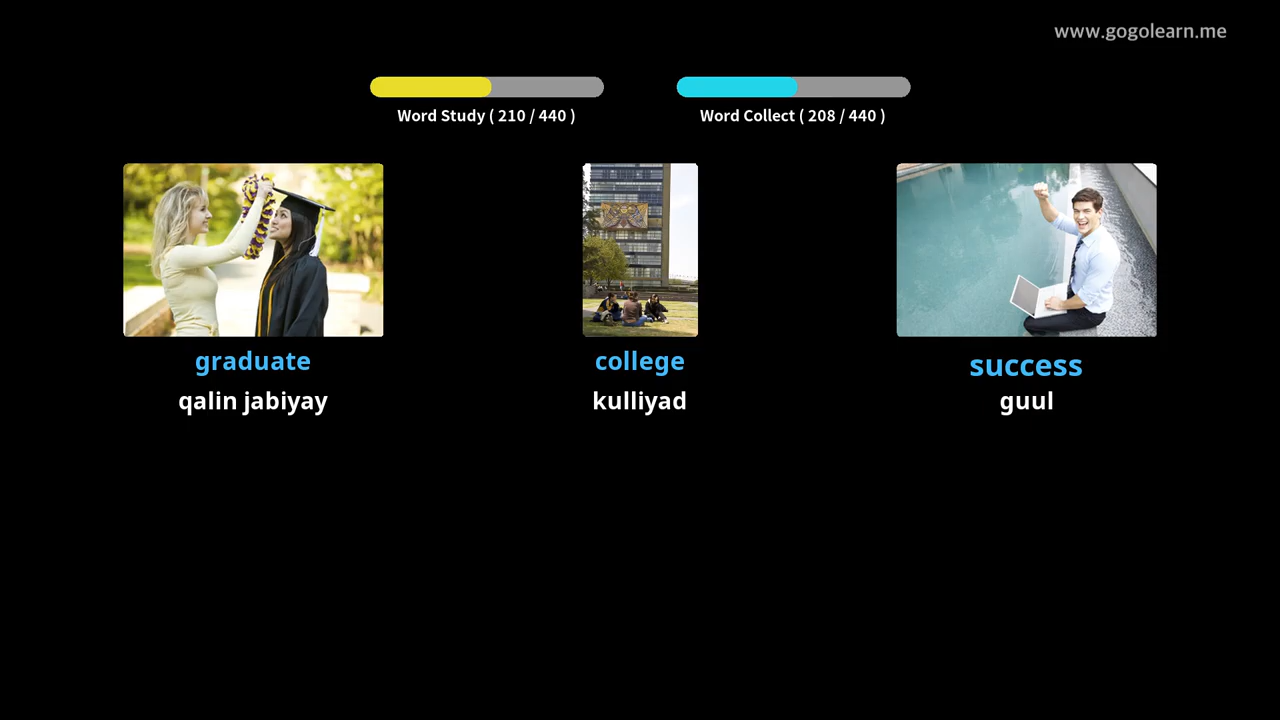 www.gogolearn.me
Word Study ( 210 / 440 )
Word Collect ( 208 / 440 )
graduate
qalin jabiyay
college
kulliyad
success
guul